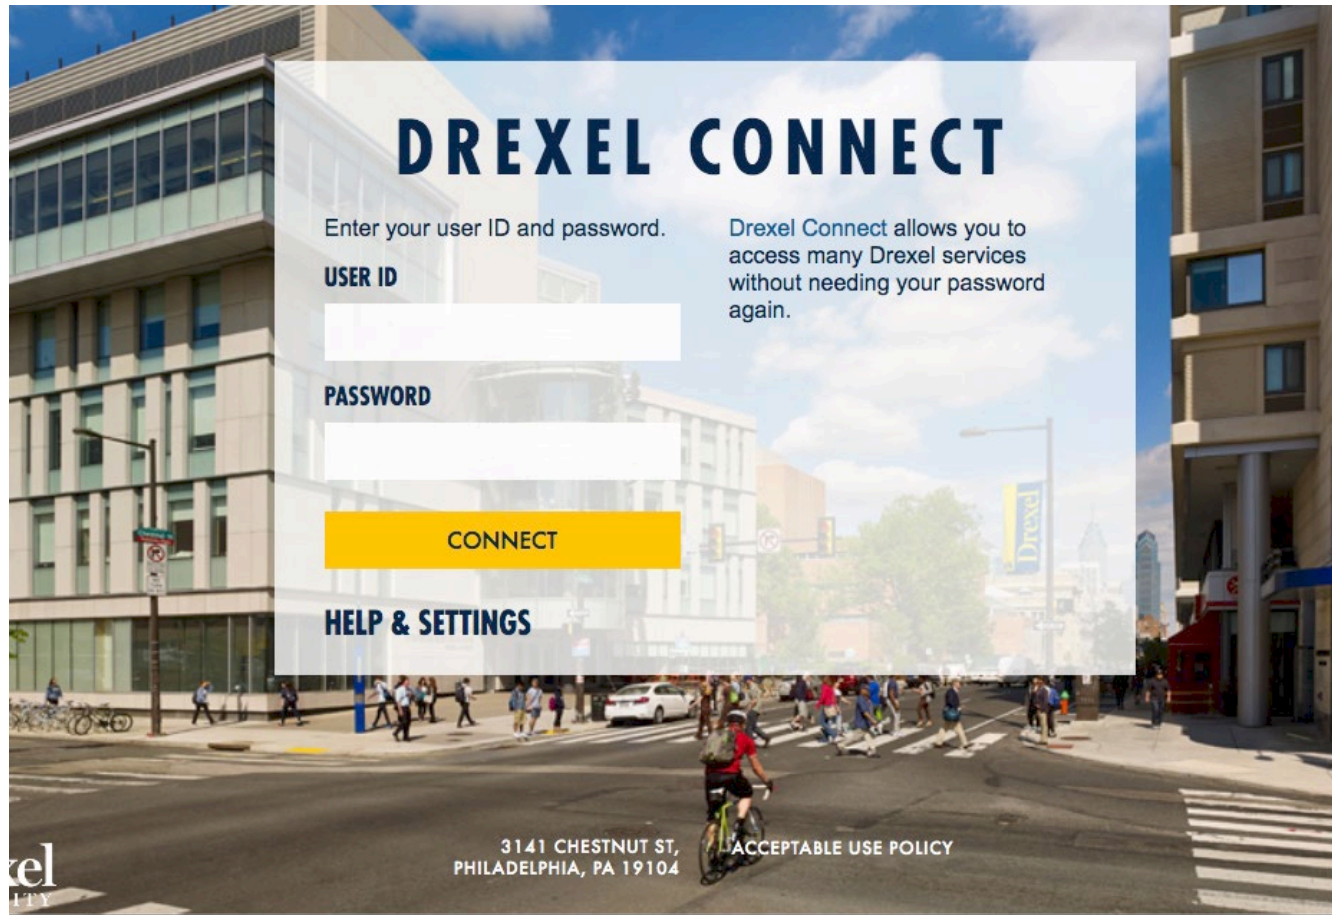 DREXEL CONNECT
Enter your user ID and password.
USER ID
PASSWORD
CONNECT
HELP & SETTINGS
Drexel Connect allows you to
access many Drexel services
without needing your password
again.
Drexel
3141 CHESTNUT ST,
PHILADELPHIA, PA 19104
ACCEPTABLE USE POLICY
xel
ITY